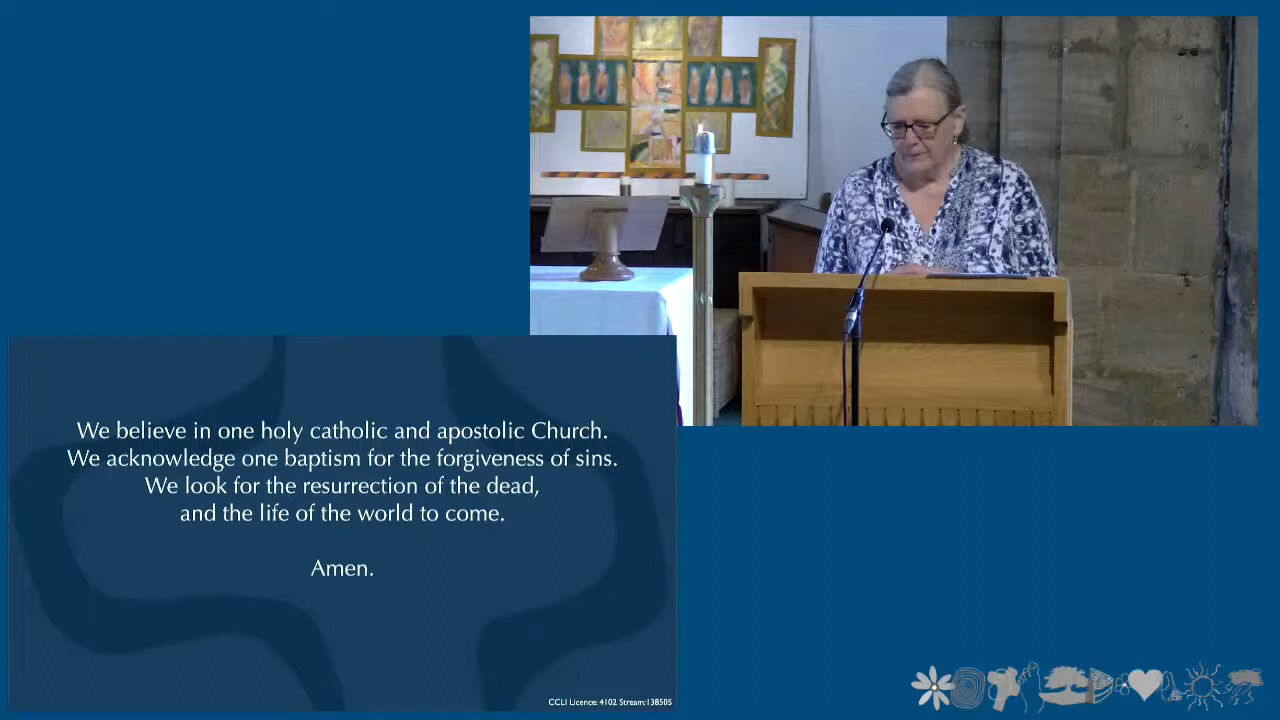 We believe in one holy catholic and apostolic Church.
We acknowledge one baptism for the forgiveness of sins.
We look for the resurrection of the dead,
and the life of the world to come.
Amen.
CCLI Licence: 4102 Stream:138505